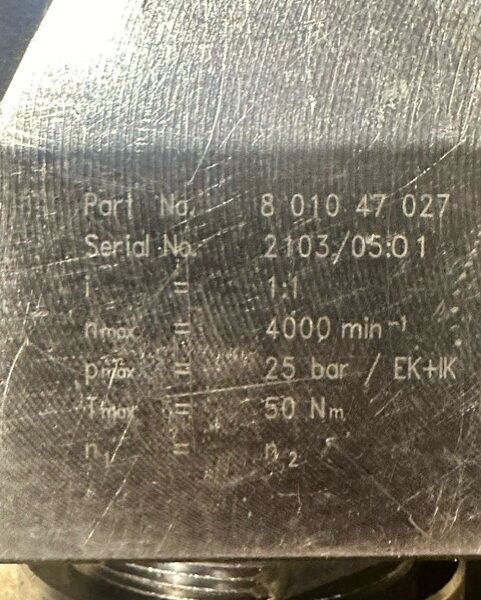 Part No. 8 010 47 027
Serial No. 2103/05:01
i = 1:1
nmax = 4000 min⁻¹
pmax = 25 bar / EK+IK
Tmax = 50 Nm
n₁ = n₂